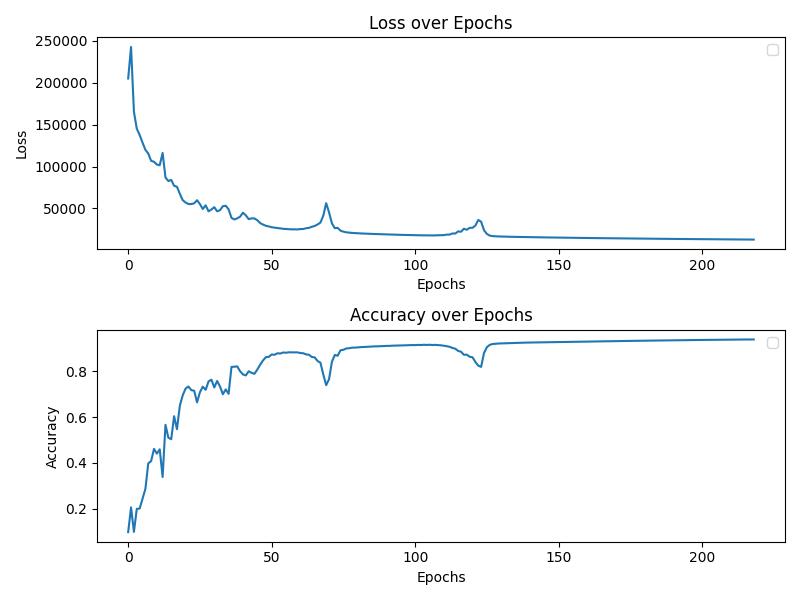 Loss over Epochs
250000
200000
150000
100000
50000
Loss
0 50 100 150 200
Epochs
Accuracy over Epochs
0.8
0.6
0.4
0.2
Accuracy
0 50 100 150 200
Epochs